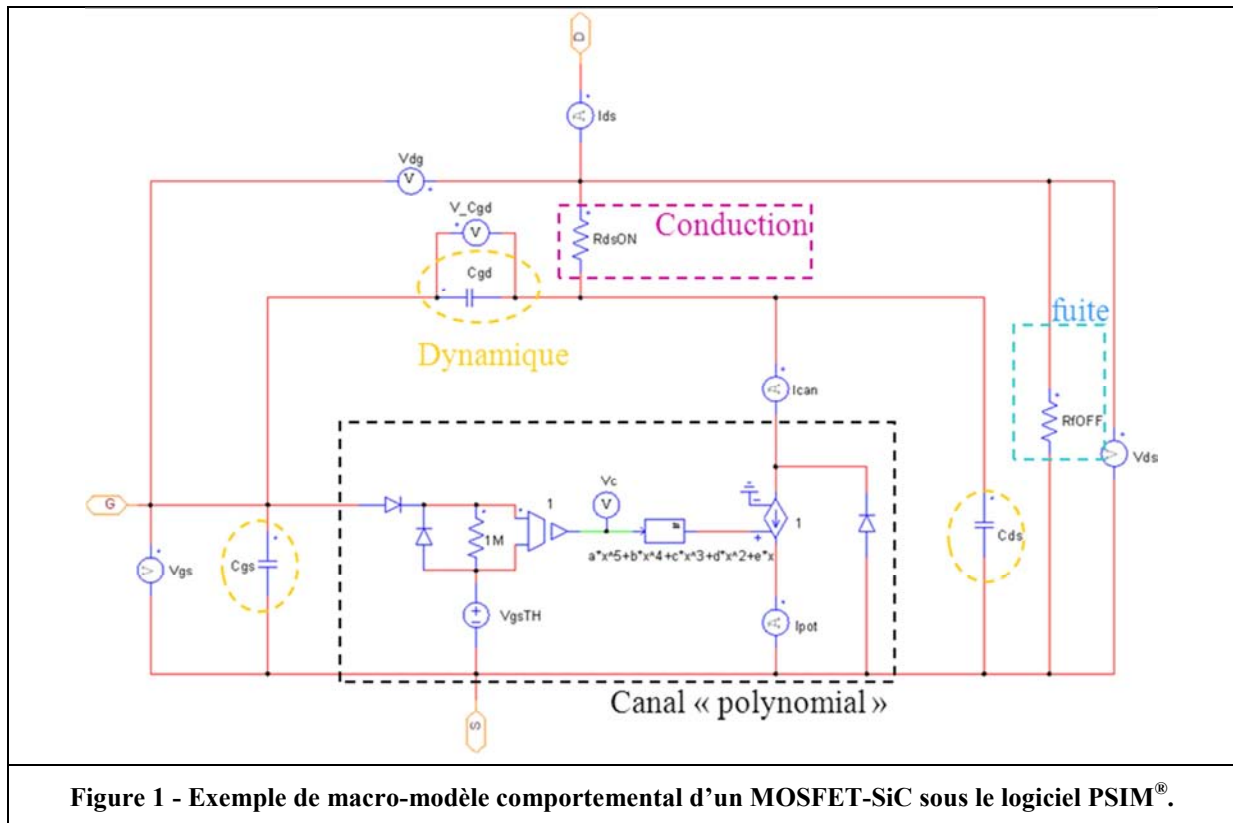 D
Ids
Vdg
V
V_Cgd
V
Cgd
RdsON
Conduction
Dynamique
fuite
Ican
RfOFF
Vds
V
G
Vc
V
1
1M
1
a*x^5+b*x^4+c*x^3+d*x^2+e*x
Cds
Vgs
V
Cgs
VgsTH
Ipot
A
S
Canal « polynomial »
Figure 1 - Exemple de macro-modèle comportemental d'un MOSFET-SiC sous le logiciel PSIM®.